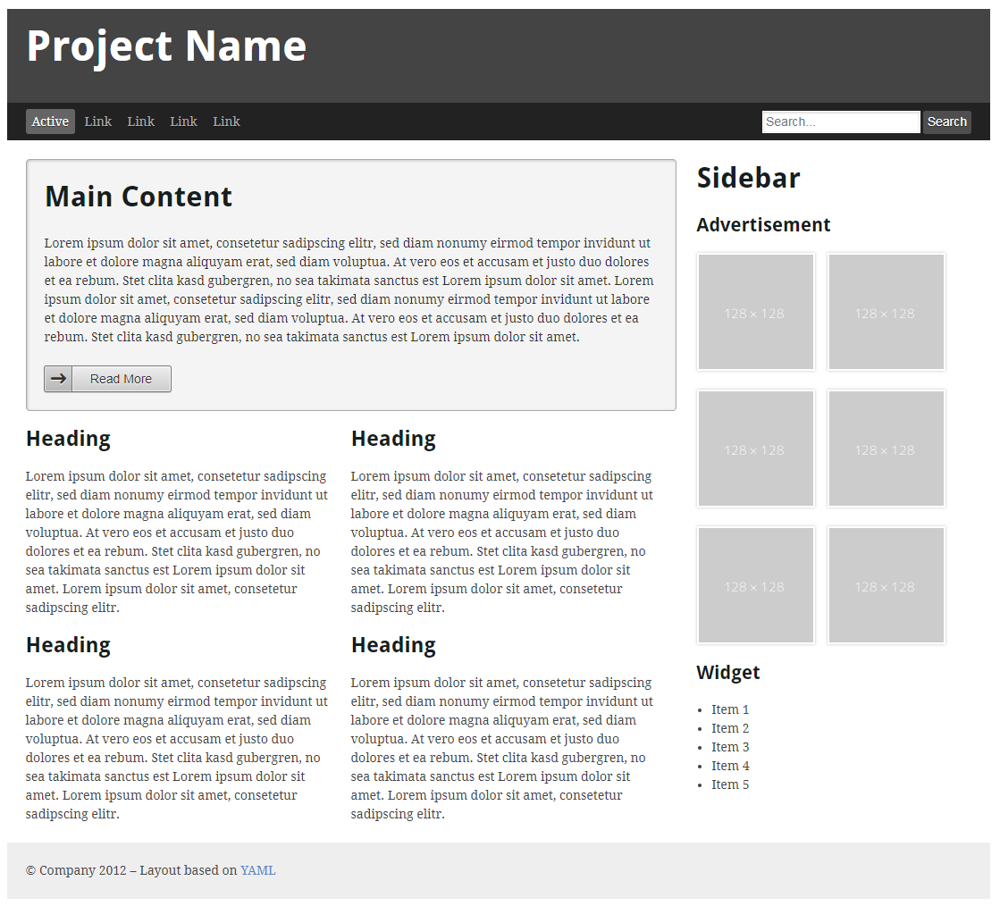 Project Name
Active Link Link Link Link Search... Search
Main Content
Lorem ipsum dolor sit amet, consetetur sadipscing elitr, sed diam nonumy eirmod tempor invidunt ut
labore et dolore magna aliquyam erat, sed diam voluptua. At vero eos et accusam et justo duo dolores
et ea rebum. Stet clita kasd gubergren, no sea takimata sanctus est Lorem ipsum dolor sit amet. Lorem
ipsum dolor sit amet, consetetur sadipscing elitr, sed diam nonumy eirmod tempor invidunt ut labore
et dolore magna aliquyam erat, sed diam voluptua. At vero eos et accusam et justo duo dolores et ea
rebum. Stet clita kasd gubergren, no sea takimata sanctus est Lorem ipsum dolor sit amet.
Read More
Heading
Lorem ipsum dolor sit amet, consetetur sadipscing
elitr, sed diam nonumy eirmod tempor invidunt ut
labore et dolore magna aliquyam erat, sed diam
voluptua. At vero eos et accusam et justo duo
dolores et ea rebum. Stet clita kasd gubergren, no
sea takimata sanctus est Lorem ipsum dolor sit
amet. Lorem ipsum dolor sit amet, consetetur
sadipscing elitr.
Heading
Lorem ipsum dolor sit amet, consetetur sadipscing
elitr, sed diam nonumy eirmod tempor invidunt ut
labore et dolore magna aliquyam erat, sed diam
voluptua. At vero eos et accusam et justo duo
dolores et ea rebum. Stet clita kasd gubergren, no
sea takimata sanctus est Lorem ipsum dolor sit
amet. Lorem ipsum dolor sit amet, consetetur
sadipscing elitr.
Heading
Lorem ipsum dolor sit amet, consetetur sadipscing
elitr, sed diam nonumy eirmod tempor invidunt ut
labore et dolore magna aliquyam erat, sed diam
voluptua. At vero eos et accusam et justo duo
dolores et ea rebum. Stet clita kasd gubergren, no
sea takimata sanctus est Lorem ipsum dolor sit
amet. Lorem ipsum dolor sit amet, consetetur
sadipscing elitr.
Heading
Lorem ipsum dolor sit amet, consetetur sadipscing
elitr, sed diam nonumy eirmod tempor invidunt ut
labore et dolore magna aliquyam erat, sed diam
voluptua. At vero eos et accusam et justo duo
dolores et ea rebum. Stet clita kasd gubergren, no
sea takimata sanctus est Lorem ipsum dolor sit
amet. Lorem ipsum dolor sit amet, consetetur
sadipscing elitr.
Sidebar
Advertisement
128 × 128 128 × 128
128 × 128 128 × 128
128 × 128 128 × 128
Widget
• Item 1
• Item 2
• Item 3
• Item 4
• Item 5
© Company 2012 – Layout based on YAML